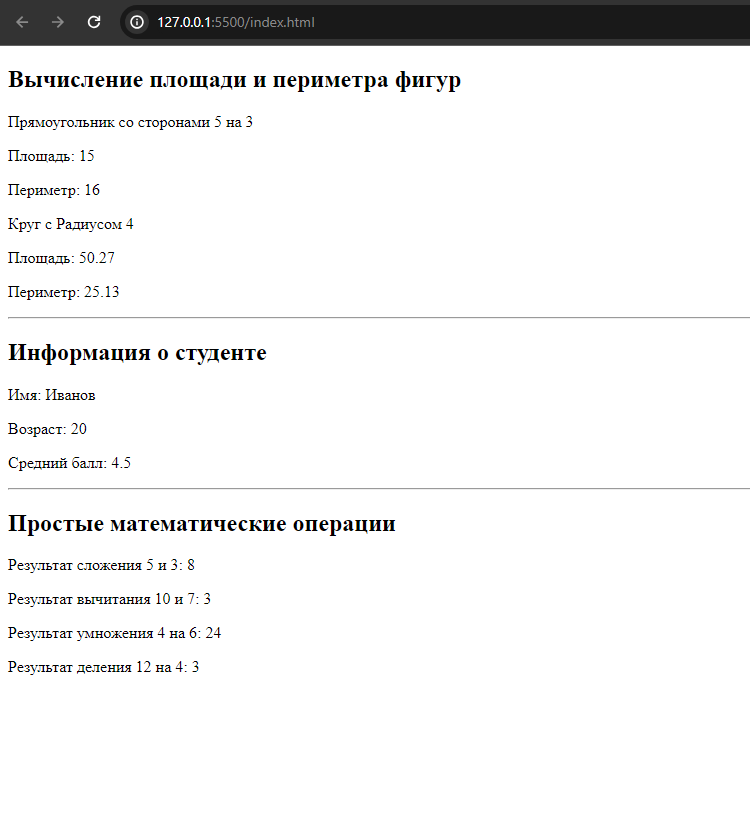 127.0.0.1:5500/index.html
Вычисление площади и периметра фигур
Прямоугольник со сторонами 5 на 3
Площадь: 15
Периметр: 16
Круг с Радиусом 4
Площадь: 50.27
Периметр: 25.13
Информация о студенте
Имя: Иванов
Возраст: 20
Средний балл: 4.5
Простые математические операции
Результат сложения 5 и 3: 8
Результат вычитания 10 и 7: 3
Результат умножения 4 на 6: 24
Результат деления 12 на 4: 3